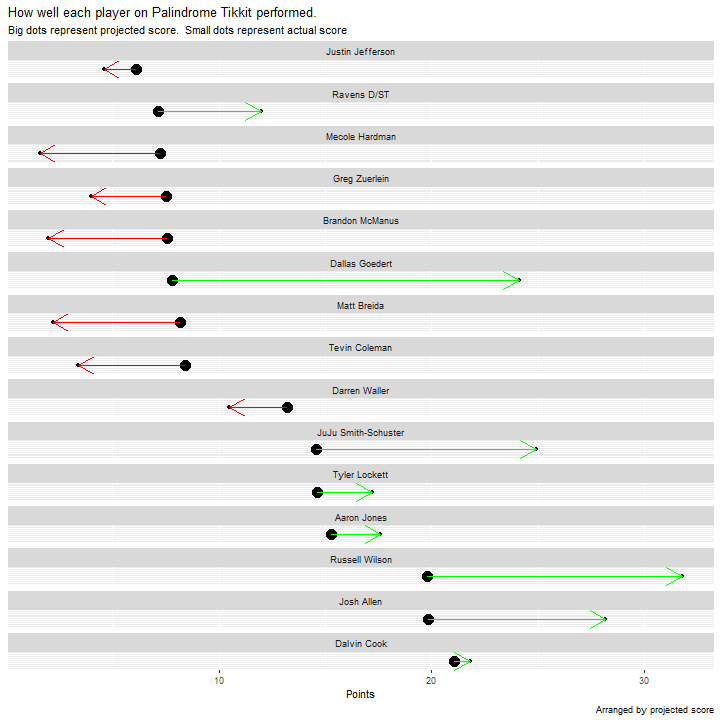 How well each player on Palindrome Tikkit performed.
Big dots represent projected score.  Small dots represent actual score
Justin Jefferson
Ravens D/ST
Mecole Hardman
Greg Zuerlein
Brandon McManus
Dallas Goedert
Matt Breida
Tevin Coleman
Darren Waller
JuJu Smith-Schuster
Tyler Lockett
Aaron Jones
Russell Wilson
Josh Allen
Dalvin Cook
10 20 30
Points
Arranged by projected score